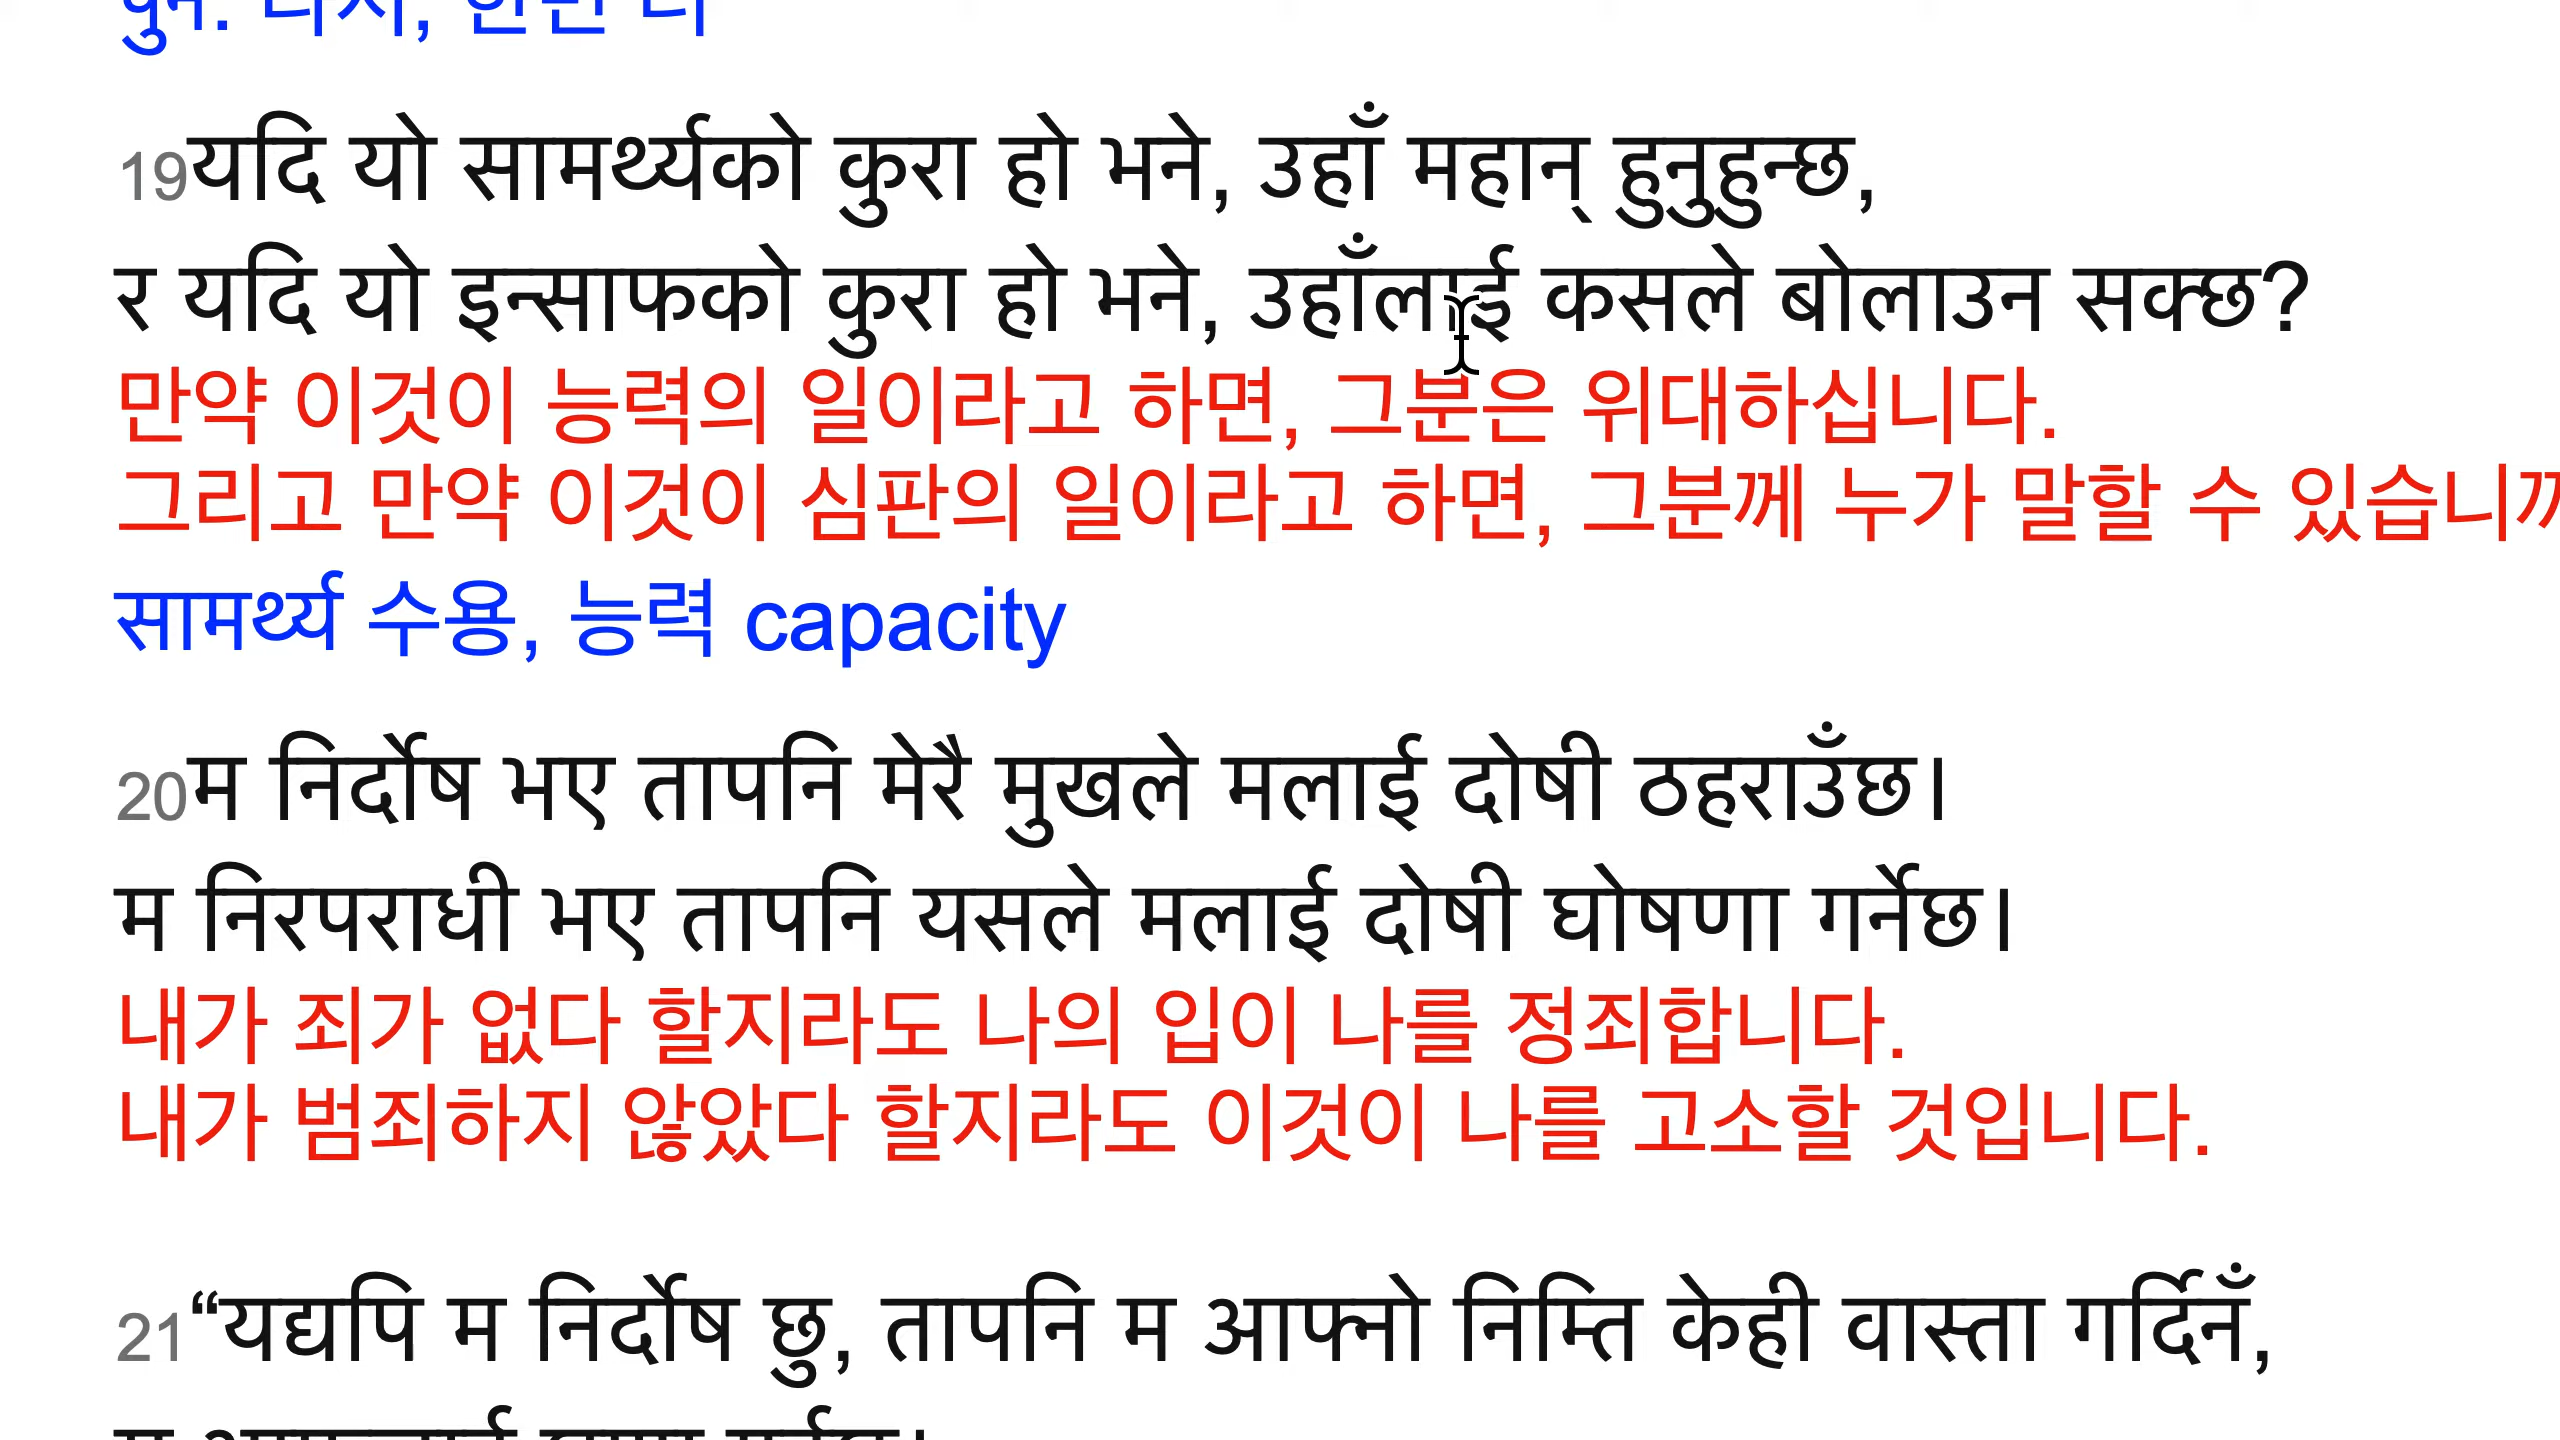 19यदि यो सामर्थ्यको कुरा हो भने, उहाँ महान् हुनुहुन्छ,
र यदि यो इन्साफको कुरा हो भने, उहाँलाई कसले बोलाउन सक्छ?
만약 이것이 능력의 일이라고 하면, 그분은 위대하십니다.
그리고 만약 이것이 심판의 일이라고 하면, 그분께 누가 말할 수 있습니까
सामर्थ्य 수용, 능력 capacity
20म निर्दोष भए तापनि मेरै मुखले मलाई दोषी ठहराउँछ।
म निरपराधी भए तापनि यसले मलाई दोषी घोषणा गर्नेछ।
내가 죄가 없다 할지라도 나의 입이 나를 정죄합니다.
내가 범죄하지 않았다 할지라도 이것이 나를 고소할 것입니다.
21“यद्यपि म निर्दोष छु, तापनि म आफ्नो निम्ति केही वास्ता गर्दिनँ,